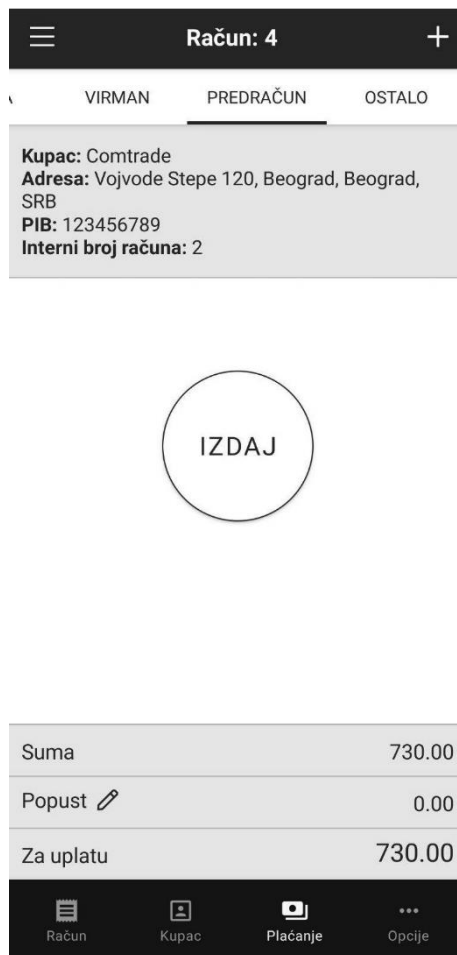 Račun: 4
VIRMAN PREDRAČUN OSTALO
Kupac: Comtrade
Adresa: Vojvode Stepe 120, Beograd, Beograd,
SRB
PIB: 123456789
Interni broj računa: 2
IZDAJ
Suma 730.00
Popust 0.00
Za uplatu 730.00
Račun Kupac Plaćanje Opcije